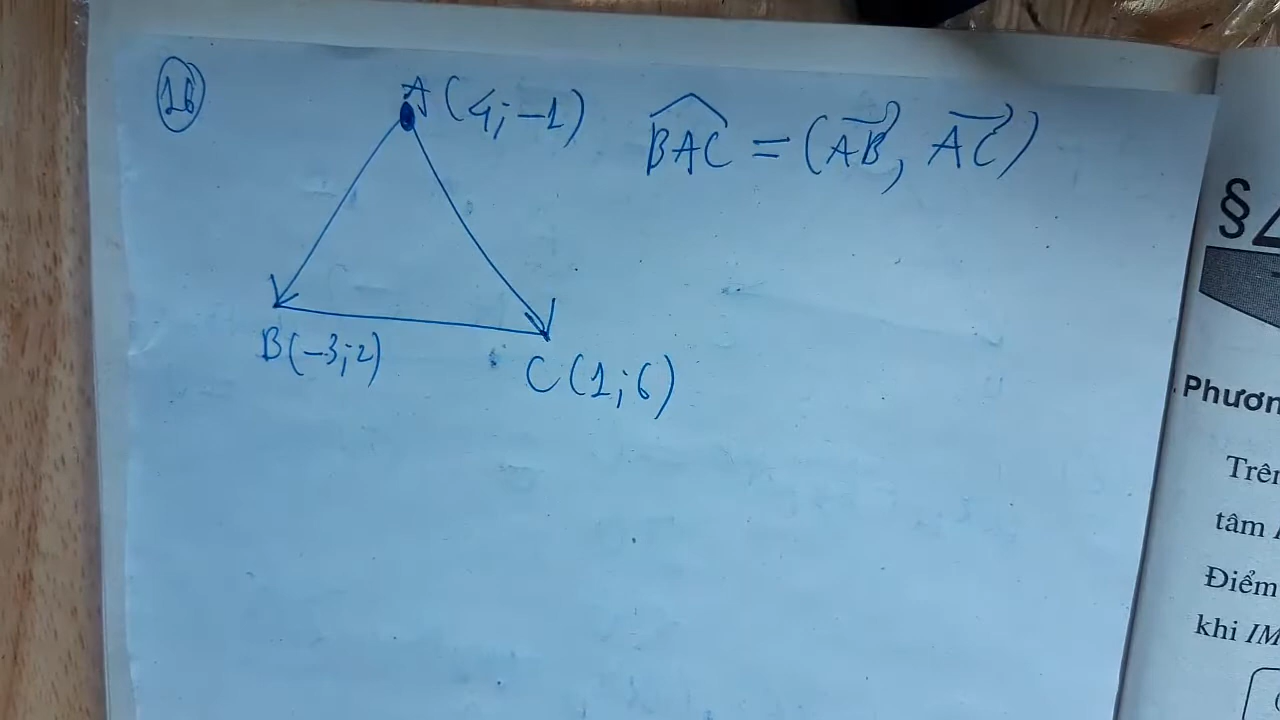 16
A(4;-1)
BAC = (AB, AC)
B(-3;2)
C(1;6)
§
Phươn
Trên
tâm I
Điểm
khi IM